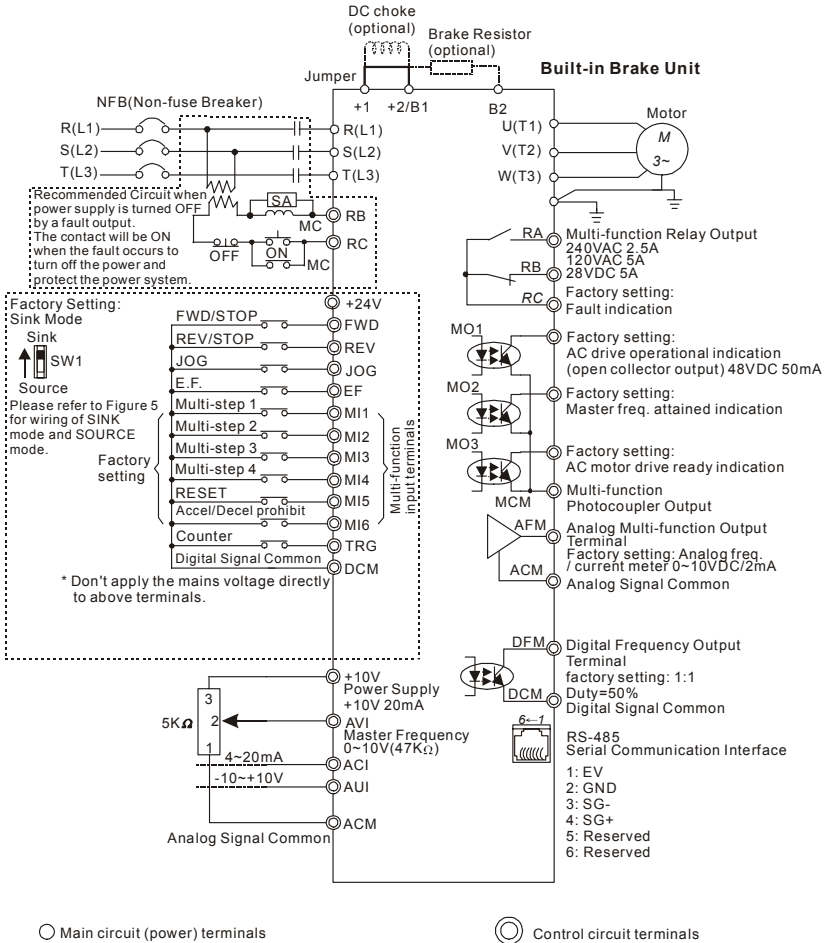 DC choke
(optional)
Brake Resistor
(optional)
Built-in Brake Unit
Jumper
NFB(Non-fuse Breaker)
+1
+2/B1
B2
Motor
R(L1)
R(L1)
S(L2)
S(L2)
T(L3)
T(L3)
U(T1)
V(T2)
W(T3)
M
3~
Recommended Circuit when
power supply is turned OFF
by a fault output.
The contact will be ON
when the fault occurs to
turn off the power and
protect the power system.
SA
MC
RB
OFF
ON
MC
RC
RA
Multi-function Relay Output
240VAC 2.5A
120VAC 5A
RB
28VDC 5A
RC
Factory setting:
Fault indication
Factory Setting:
Sink Mode
Sink
SW1
Source
Please refer to Figure 5
for wiring of SINK
mode and SOURCE
mode.
Factory
setting
+24V
FWD/STOP
FWD
REV/STOP
REV
JOG
JOG
E.F.
EF
Multi-step 1
MI1
Multi-step 2
MI2
Multi-step 3
MI3
Multi-step 4
MI4
RESET
MI5
Accel/Decel prohibit
MI6
Counter
TRG
Digital Signal Common
DCM
Multi-function
input terminals
* Don't apply the mains voltage directly
to above terminals.
MO1
Factory setting:
AC drive operational indication
(open collector output) 48VDC 50mA
MO2
Factory setting:
Master freq. attained indication
MO3
Factory setting:
AC motor drive ready indication
MCM
Multi-function
Photocoupler Output
AFM
Analog Multi-function Output
Terminal
Factory setting: Analog freq.
/ current meter 0~10VDC/2mA
ACM
Analog Signal Common
DFM
Digital Frequency Output
Terminal
factory setting: 1:1
Duty=50%
DCM
Digital Signal Common
+10V
Power Supply
+10V 20mA
3
2
1
5KΩ
AVI
Master Frequency
0~10V(47KΩ)
4~20mA
ACI
-10~+10V
AUI
ACM
Analog Signal Common
6←1
RS-485
Serial Communication Interface
1: EV
2: GND
3: SG-
4: SG+
5: Reserved
6: Reserved
Main circuit (power) terminals
Control circuit terminals